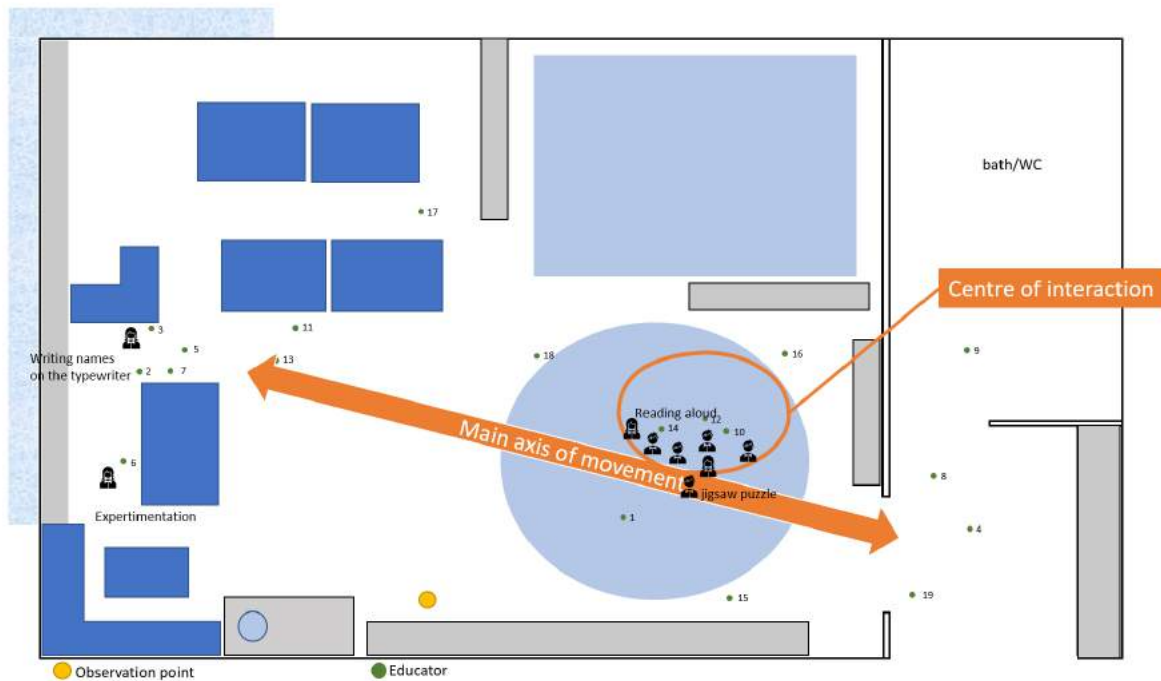 bath/WC
17
Centre of interaction
3
11
Writing names
on the typewriter
5
13
2
7
18
16
9
Reading aloud
12
14
10
Main axis of movement
6
8
jigsaw puzzle
Expertimentation
1
4
15
19
Observation point
Educator